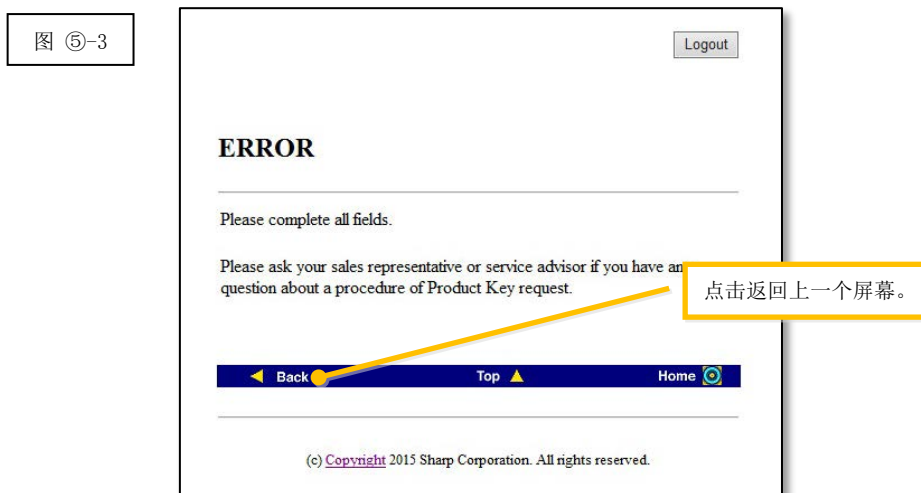 图 ⑤-3
Logout
ERROR
Please complete all fields.
Please ask your sales representative or service advisor if you have
question about a procedure of Product Key request.
点击返回上一个屏幕。
Back Top Home
(c) Copyright 2015 Sharp Corporation. All rights reserved.